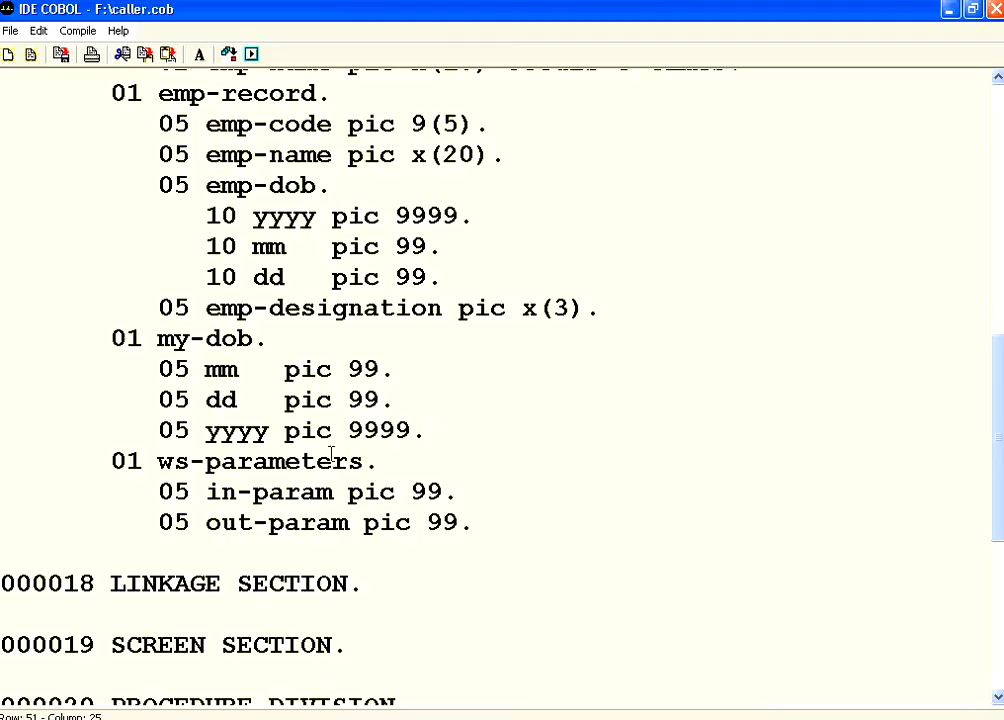 IDE COBOL - F:\caller.cob
File Edit Compile Help
01 emp-record.
05 emp-code pic 9(5).
05 emp-name pic x(20).
05 emp-dob.
10 yyyy pic 9999.
10 mm pic 99.
10 dd pic 99.
05 emp-designation pic x(3).
01 my-dob.
05 mm pic 99.
05 dd pic 99.
05 yyyy pic 9999.
01 ws-parameters.
05 in-param pic 99.
05 out-param pic 99.
000018 LINKAGE SECTION.
000019 SCREEN SECTION.
000020 PROCEDURE DIVISION
Row: 51 - Column: 25